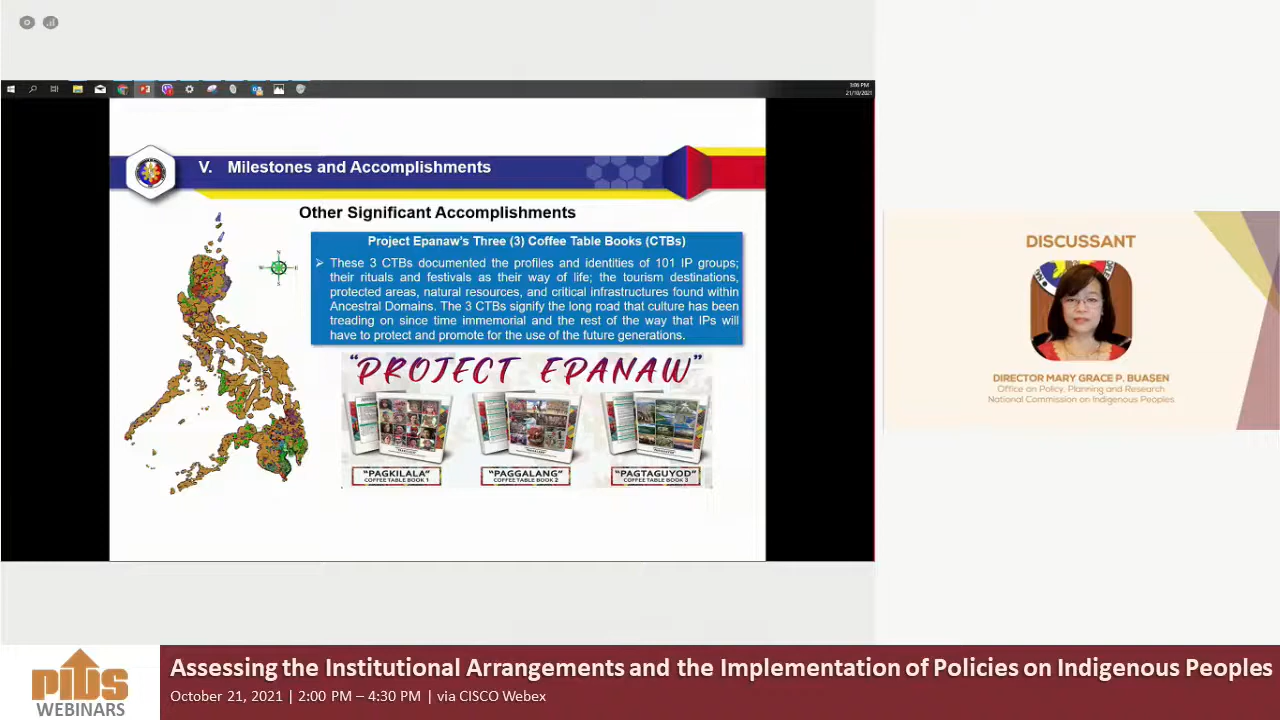 3:06 PM
21/10/2021
V. Milestones and Accomplishments
Other Significant Accomplishments
Project Epanaw's Three (3) Coffee Table Books (CTBs)
➢ These 3 CTBs documented the profiles and identities of 101 IP groups;
their rituals and festivals as their way of life; the tourism destinations,
protected areas, natural resources, and critical infrastructures found within
Ancestral Domains. The 3 CTBs signify the long road that culture has been
treading on since time immemorial and the rest of the way that IPs will
have to protect and promote for the use of the future generations.
"PROJECT EPANAW"
"PAGKILALA"
COFFEE TABLE BOOK 1
"PAGGALANG"
COFFEE TABLE BOOK 2
"PAGTAGUYOD"
COFFEE TABLE BOOK 3
DISCUSSANT
DIRECTOR MARY GRACE P. BUASEN
Office on Policy, Planning and Research
National Commission on Indigenous Peoples
PIDS
WEBINARS
Assessing the Institutional Arrangements and the Implementation of Policies on Indigenous Peoples
October 21, 2021 | 2:00 PM – 4:30 PM | via CISCO Webex